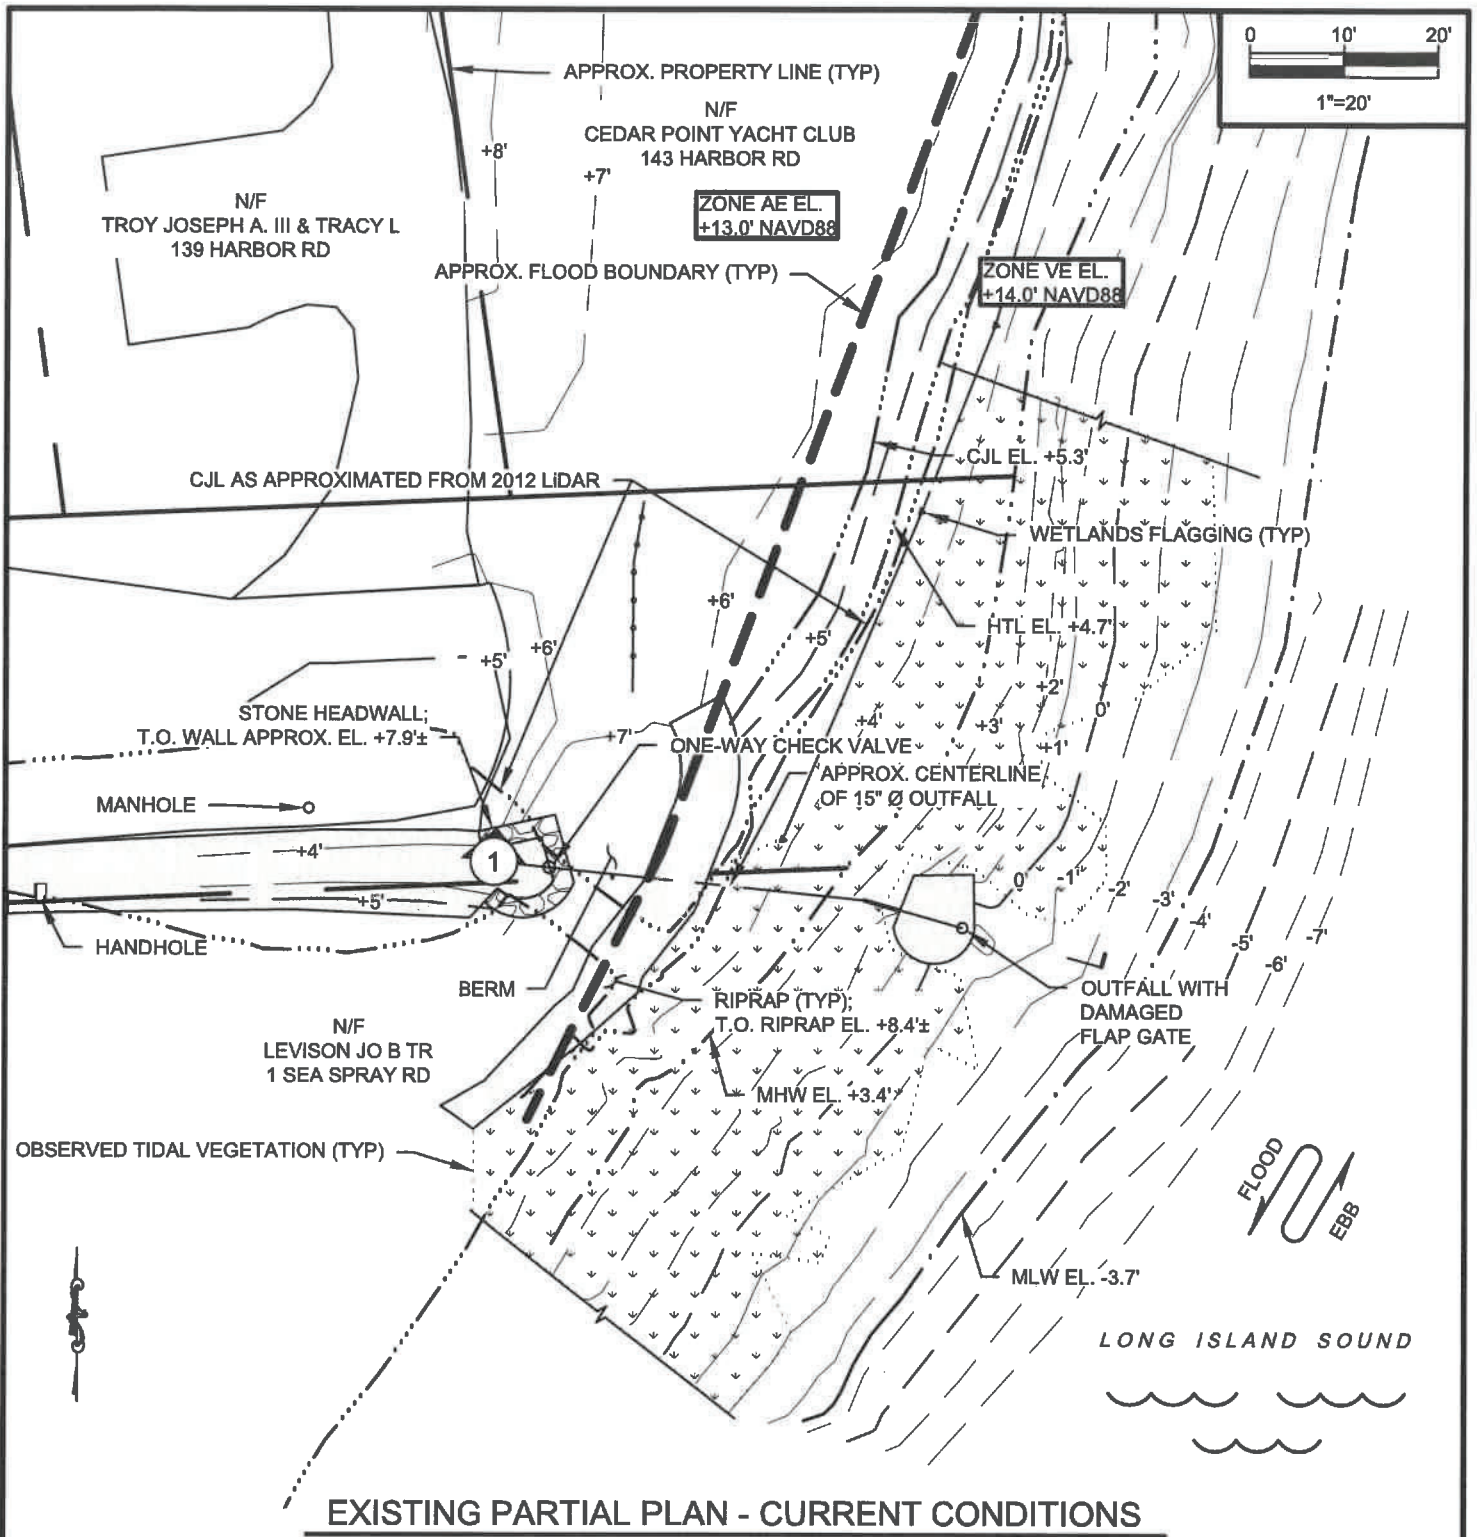 0 10' 20'
1"=20'
APPROX. PROPERTY LINE (TYP)
N/F
CEDAR POINT YACHT CLUB
143 HARBOR RD
+8'
+7'
N/F
TROY JOSEPH A. III & TRACY L
139 HARBOR RD
ZONE AE EL.
+13.0' NAVD88
APPROX. FLOOD BOUNDARY (TYP)
ZONE VE EL.
+14.0' NAVD88
CJL EL. +5.3'
CJL AS APPROXIMATED FROM 2012 LiDAR
WETLANDS FLAGGING (TYP)
+6'
+5'
HTL EL. +4.7'
+6'
+5'
+2'
0'
+4'
+3'
+1'
STONE HEADWALL;
T.O. WALL APPROX. EL. +7.9'±
+7'
ONE-WAY CHECK VALVE
APPROX. CENTERLINE
OF 15" Ø OUTFALL
MANHOLE
+4'
1
0'
-1'
-2'
-3'
-4'
-5'
-6'
-7'
+5'
HANDHOLE
BERM
RIPRAP (TYP);
T.O. RIPRAP EL. +8.4'±
OUTFALL WITH
DAMAGED
FLAP GATE
N/F
LEVISON JO B TR
1 SEA SPRAY RD
MHW EL. +3.4'
OBSERVED TIDAL VEGETATION (TYP)
FLOOD
EBB
MLW EL. -3.7'
LONG ISLAND SOUND
EXISTING PARTIAL PLAN - CURRENT CONDITIONS